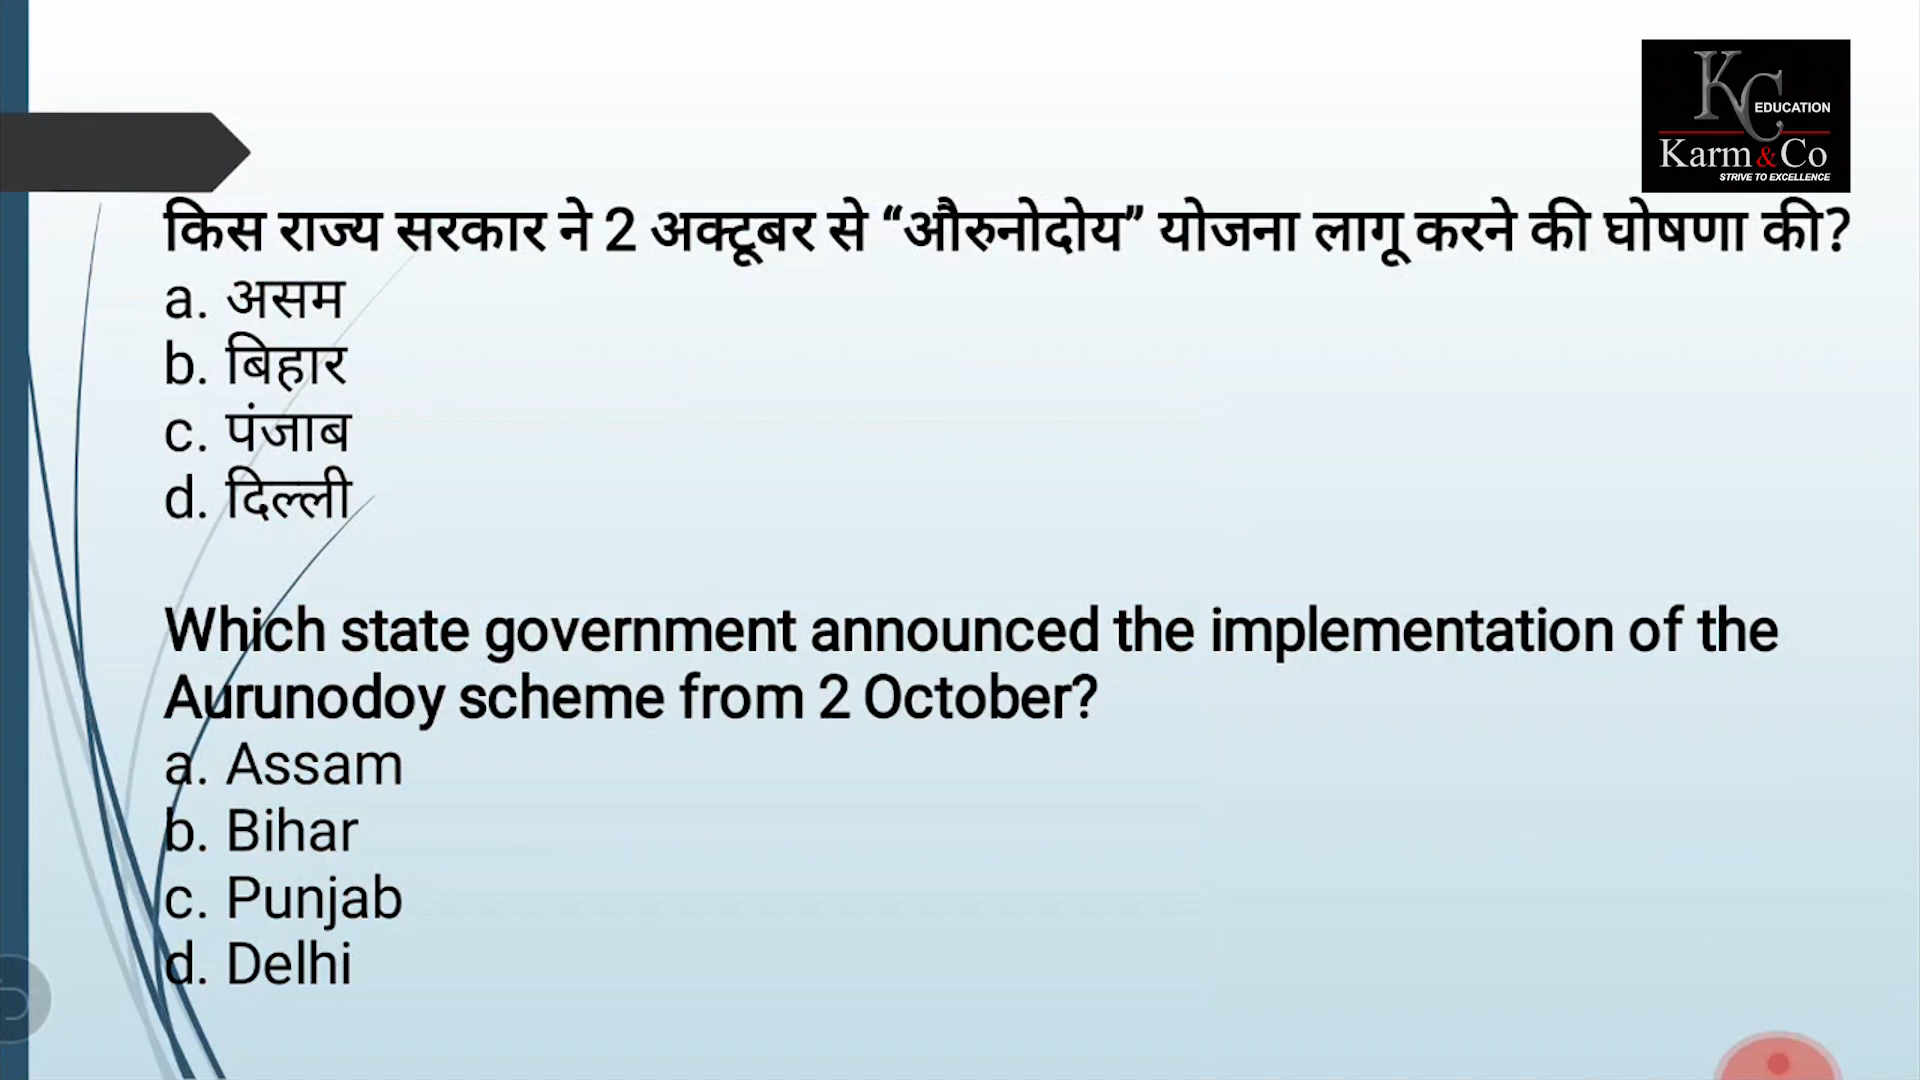 KC EDUCATION
Karm & Co
STRIVE TO EXCELLENCE
किस राज्य सरकार ने 2 अक्टूबर से “औरुनोदोय” योजना लागू करने की घोषणा की?
a. असम
b. बिहार
c. पंजाब
d. दिल्ली
Which state government announced the implementation of the
Aurunodoy scheme from 2 October?
a. Assam
b. Bihar
c. Punjab
d. Delhi